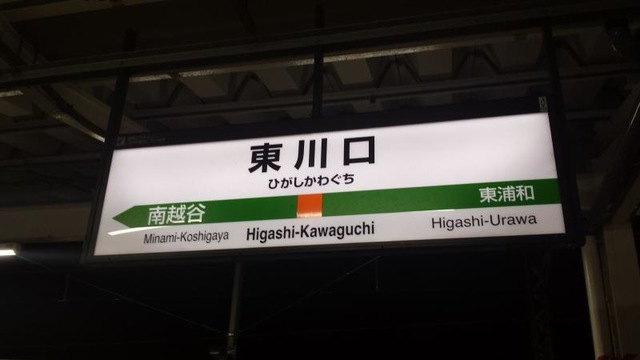 東川口
ひがしかわぐち
南越谷 東浦和
Minami-Koshigaya Higashi-Kawaguchi Higashi-Urawa